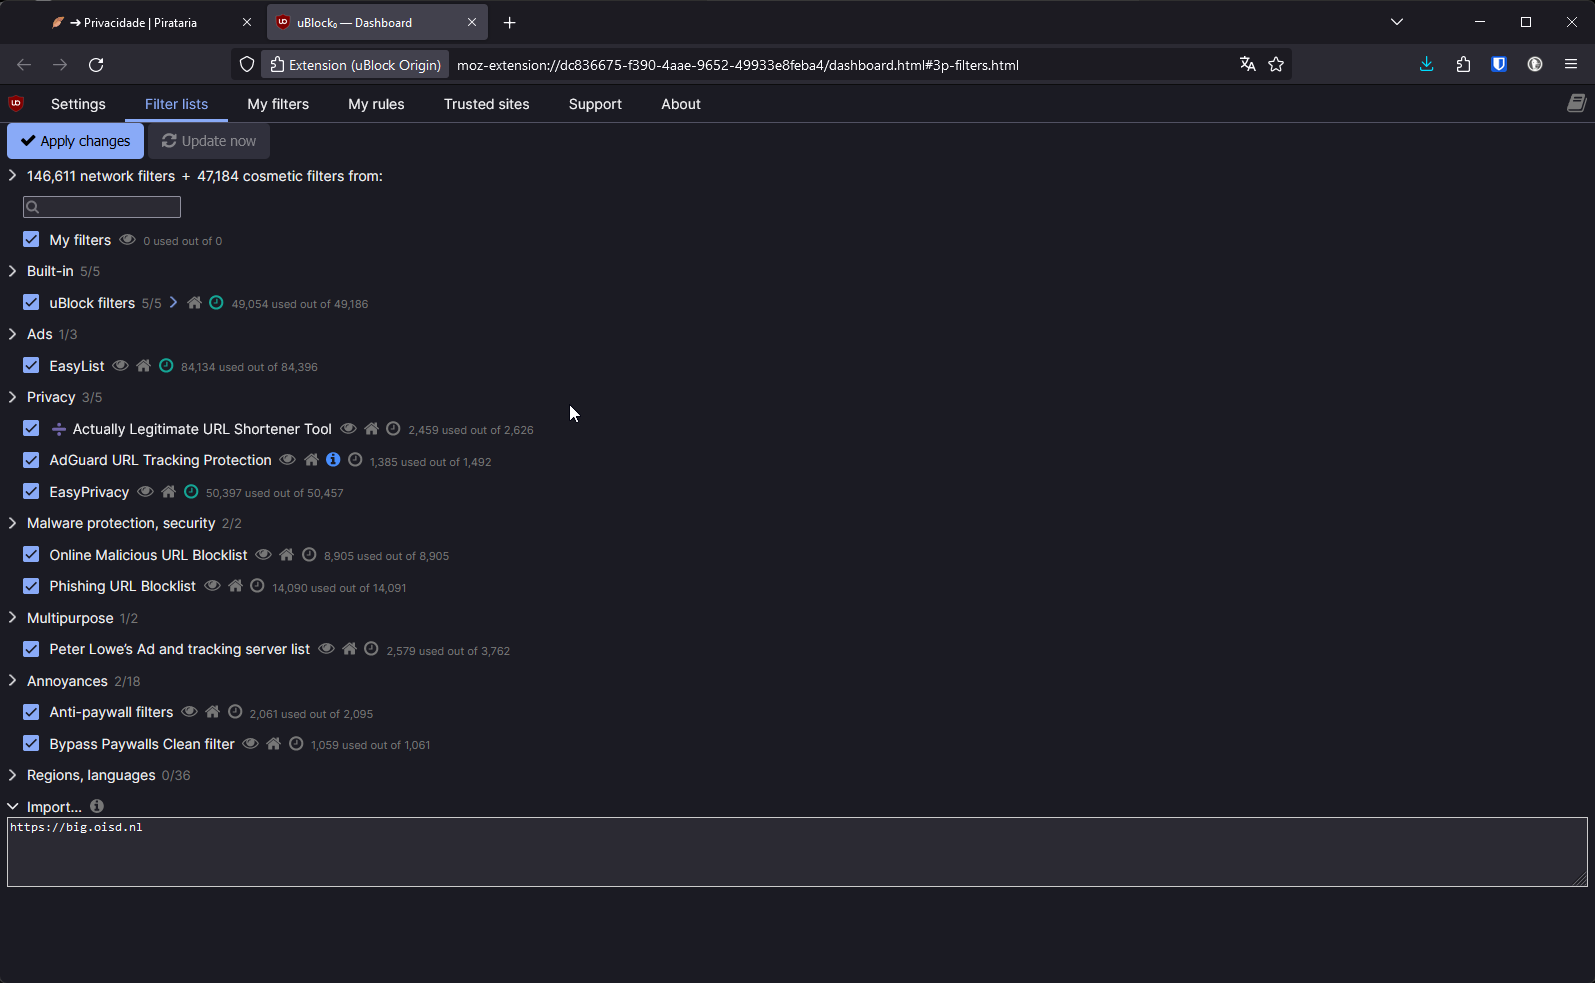 → Privacidade | Pirataria
uBlock₀ — Dashboard
Extension (uBlock Origin) moz-extension://dc836675-f390-4aae-9652-49933e8feba4/dashboard.html#3p-filters.html
Settings Filter lists My filters My rules Trusted sites Support About
Apply changes Update now
146,611 network filters + 47,184 cosmetic filters from:
My filters 0 used out of 0
Built-in 5/5
uBlock filters 5/5 49,054 used out of 49,186
Ads 1/3
EasyList 84,134 used out of 84,396
Privacy 3/5
➗ Actually Legitimate URL Shortener Tool 2,459 used out of 2,626
AdGuard URL Tracking Protection 1,385 used out of 1,492
EasyPrivacy 50,397 used out of 50,457
Malware protection, security 2/2
Online Malicious URL Blocklist 8,905 used out of 8,905
Phishing URL Blocklist 14,090 used out of 14,091
Multipurpose 1/2
Peter Lowe’s Ad and tracking server list 2,579 used out of 3,762
Annoyances 2/18
Anti-paywall filters 2,061 used out of 2,095
Bypass Paywalls Clean filter 1,059 used out of 1,061
Regions, languages 0/36
Import...
https://big.oisd.nl